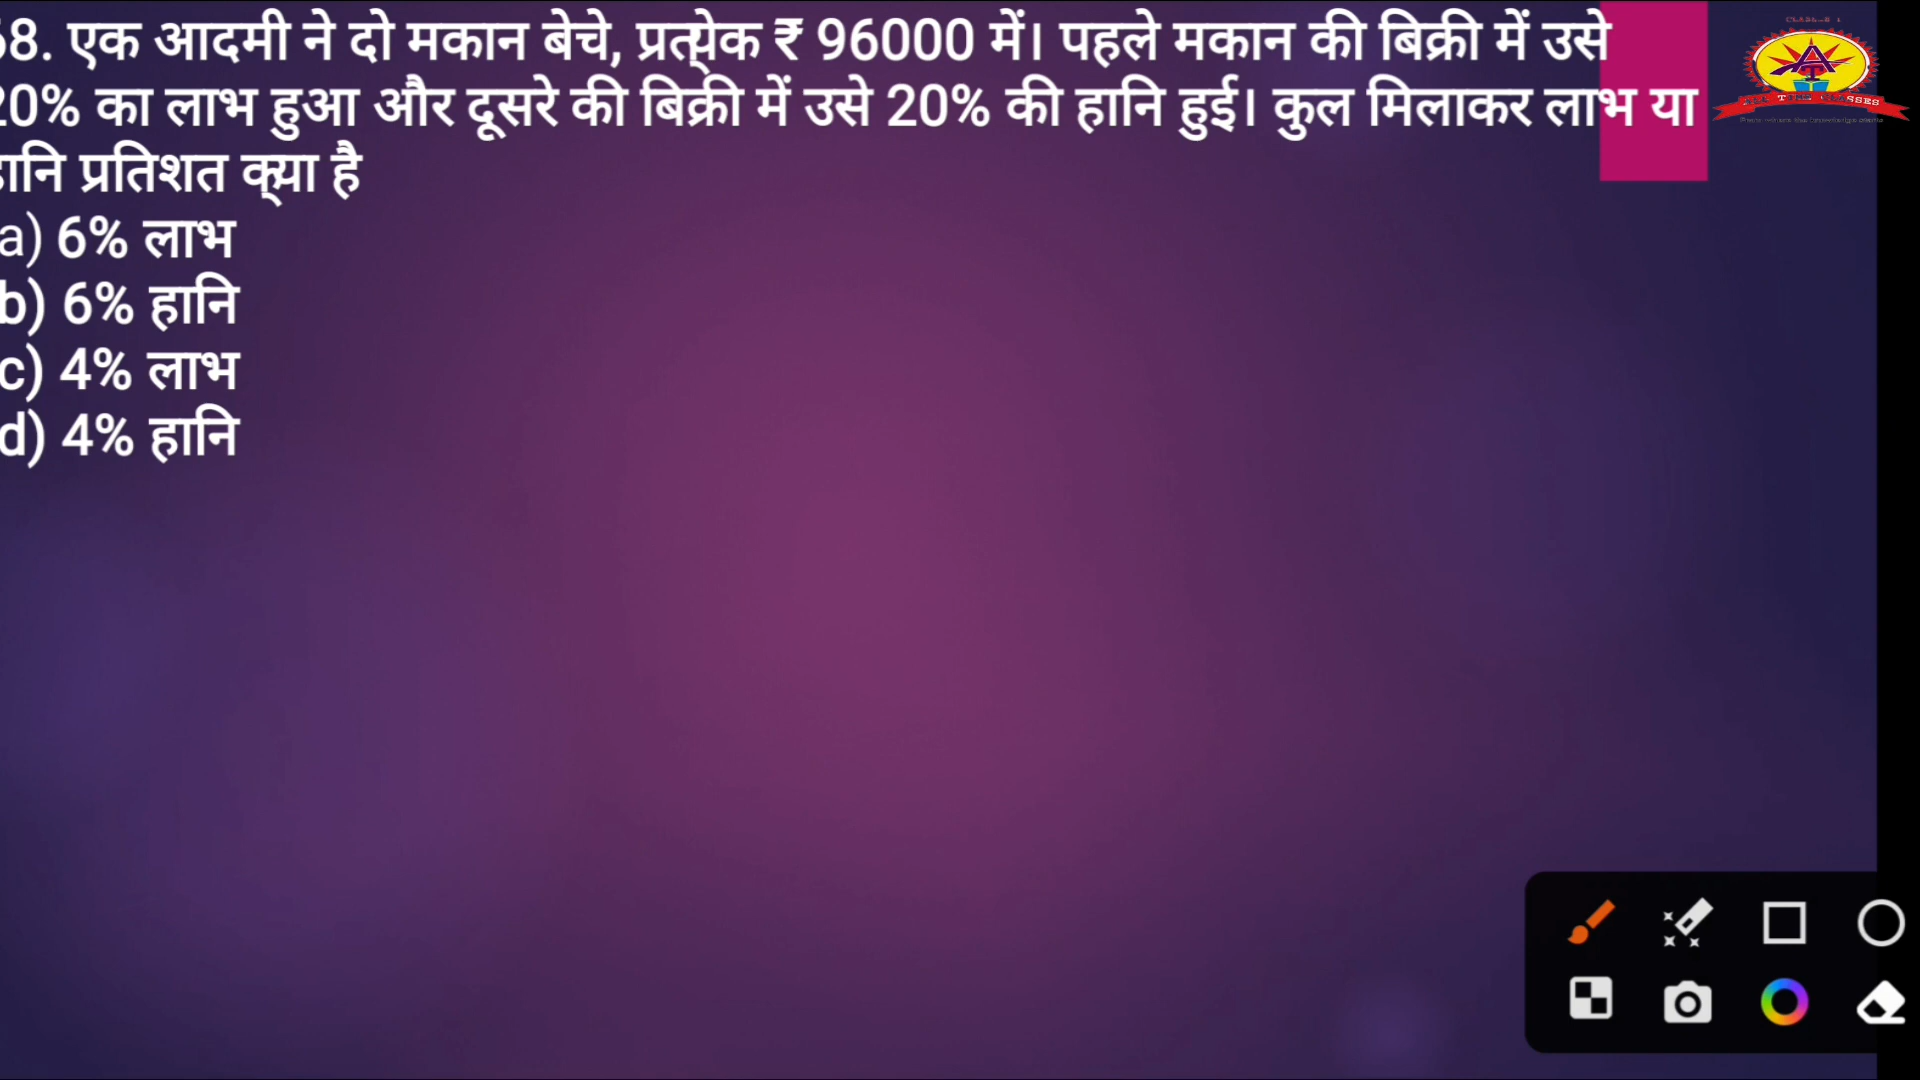 8. एक आदमी ने दो मकान बेचे, प्रत्येक ₹ 96000 में। पहले मकान की बिक्री में उसे
20% का लाभ हुआ और दूसरे की बिक्री में उसे 20% की हानि हुई। कुल मिलाकर लाभ या
हानि प्रतिशत क्या है
a) 6% लाभ
b) 6% हानि
c) 4% लाभ
d) 4% हानि